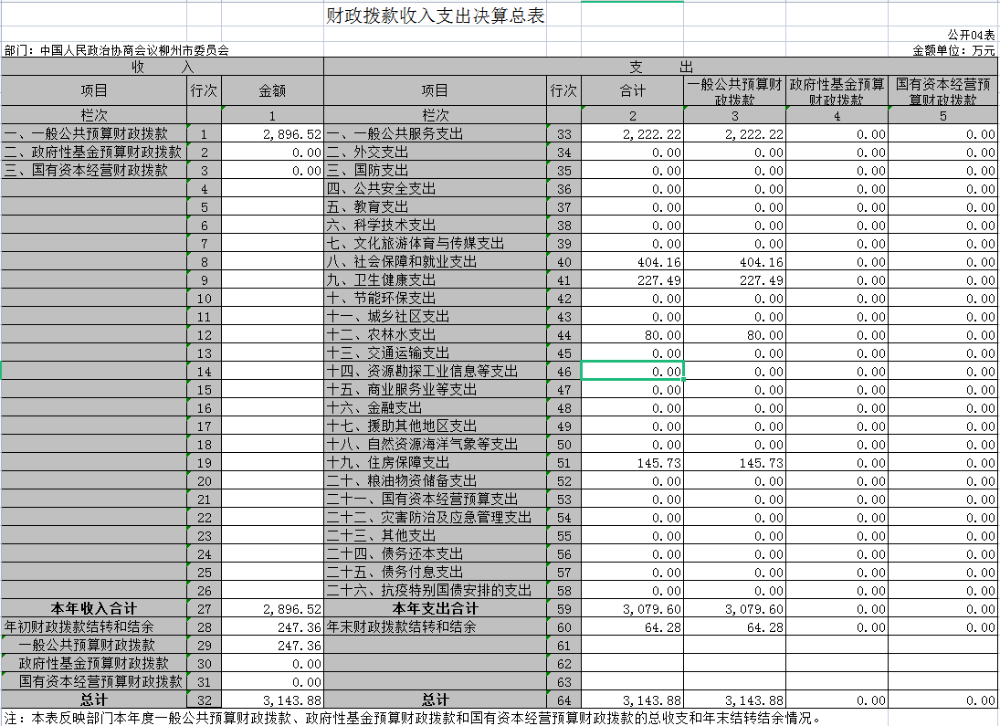 财政拨款收入支出决算总表
公开04表
部门：中国人民政治协商会议柳州市委员会 金额单位：万元
收 入 支 出
项目 行次 金额 项目 行次 合计 一般公共预算财政拨款 政府性基金预算财政拨款 国有资本经营预算财政拨款
栏次 1 栏次 2 3 4 5
一、一般公共预算财政拨款 1 2,896.52 一、一般公共服务支出 33 2,222.22 2,222.22 0.00 0.00
二、政府性基金预算财政拨款 2 0.00 二、外交支出 34 0.00 0.00 0.00 0.00
三、国有资本经营财政拨款 3 0.00 三、国防支出 35 0.00 0.00 0.00 0.00
4 四、公共安全支出 36 0.00 0.00 0.00 0.00
5 五、教育支出 37 0.00 0.00 0.00 0.00
6 六、科学技术支出 38 0.00 0.00 0.00 0.00
7 七、文化旅游体育与传媒支出 39 0.00 0.00 0.00 0.00
8 八、社会保障和就业支出 40 404.16 404.16 0.00 0.00
9 九、卫生健康支出 41 227.49 227.49 0.00 0.00
10 十、节能环保支出 42 0.00 0.00 0.00 0.00
11 十一、城乡社区支出 43 0.00 0.00 0.00 0.00
12 十二、农林水支出 44 80.00 80.00 0.00 0.00
13 十三、交通运输支出 45 0.00 0.00 0.00 0.00
14 十四、资源勘探工业信息等支出 46 0.00 0.00 0.00 0.00
15 十五、商业服务业等支出 47 0.00 0.00 0.00 0.00
16 十六、金融支出 48 0.00 0.00 0.00 0.00
17 十七、援助其他地区支出 49 0.00 0.00 0.00 0.00
18 十八、自然资源海洋气象等支出 50 0.00 0.00 0.00 0.00
19 十九、住房保障支出 51 145.73 145.73 0.00 0.00
20 二十、粮油物资储备支出 52 0.00 0.00 0.00 0.00
21 二十一、国有资本经营预算支出 53 0.00 0.00 0.00 0.00
22 二十二、灾害防治及应急管理支出 54 0.00 0.00 0.00 0.00
23 二十三、其他支出 55 0.00 0.00 0.00 0.00
24 二十四、债务还本支出 56 0.00 0.00 0.00 0.00
25 二十五、债务付息支出 57 0.00 0.00 0.00 0.00
26 二十六、抗疫特别国债安排的支出 58 0.00 0.00 0.00 0.00
本年收入合计 27 2,896.52 本年支出合计 59 3,079.60 3,079.60 0.00 0.00
年初财政拨款结转和结余 28 247.36 年末财政拨款结转和结余 60 64.28 64.28 0.00 0.00
一般公共预算财政拨款 29 247.36 61
政府性基金预算财政拨款 30 0.00 62
国有资本经营预算财政拨款 31 0.00 63
总计 32 3,143.88 总计 64 3,143.88 3,143.88 0.00 0.00
注：本表反映部门本年度一般公共预算财政拨款、政府性基金预算财政拨款和国有资本经营预算财政拨款的总收支和年末结转结余情况。